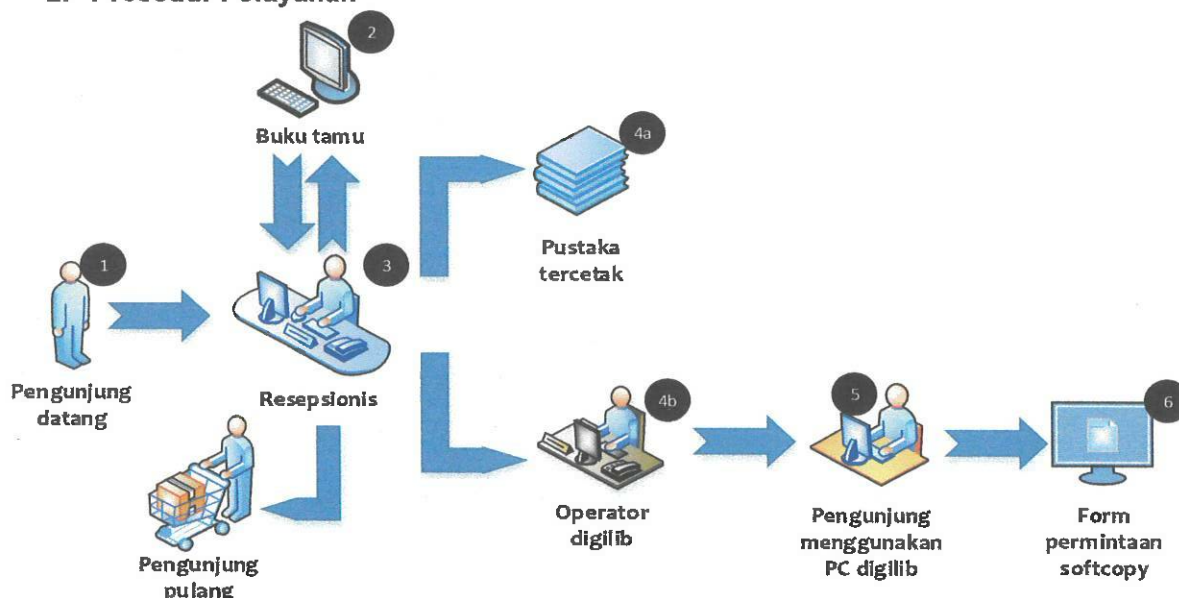 2
Buku tamu
4a
Pustaka
tercetak
1
3
Pengunjung
datang
Resepsionis
4b
5
6
Operator
digilib
Pengunjung
menggunakan
PC digilib
Form
permintaan
softcopy
Pengunjung
pulang